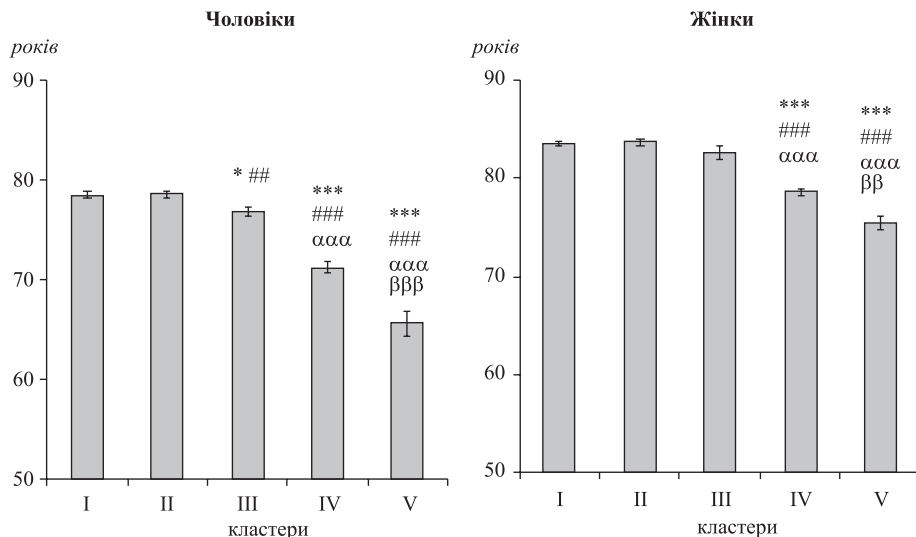 Чоловіки
років
90
80
70
60
50
* ##
***
###
ααα
***
###
ααα
βββ
I
II
III
IV
V
кластери
Жінки
років
90
80
70
60
50
***
###
ααα
***
###
ααα
ββ
I
II
III
IV
V
кластери